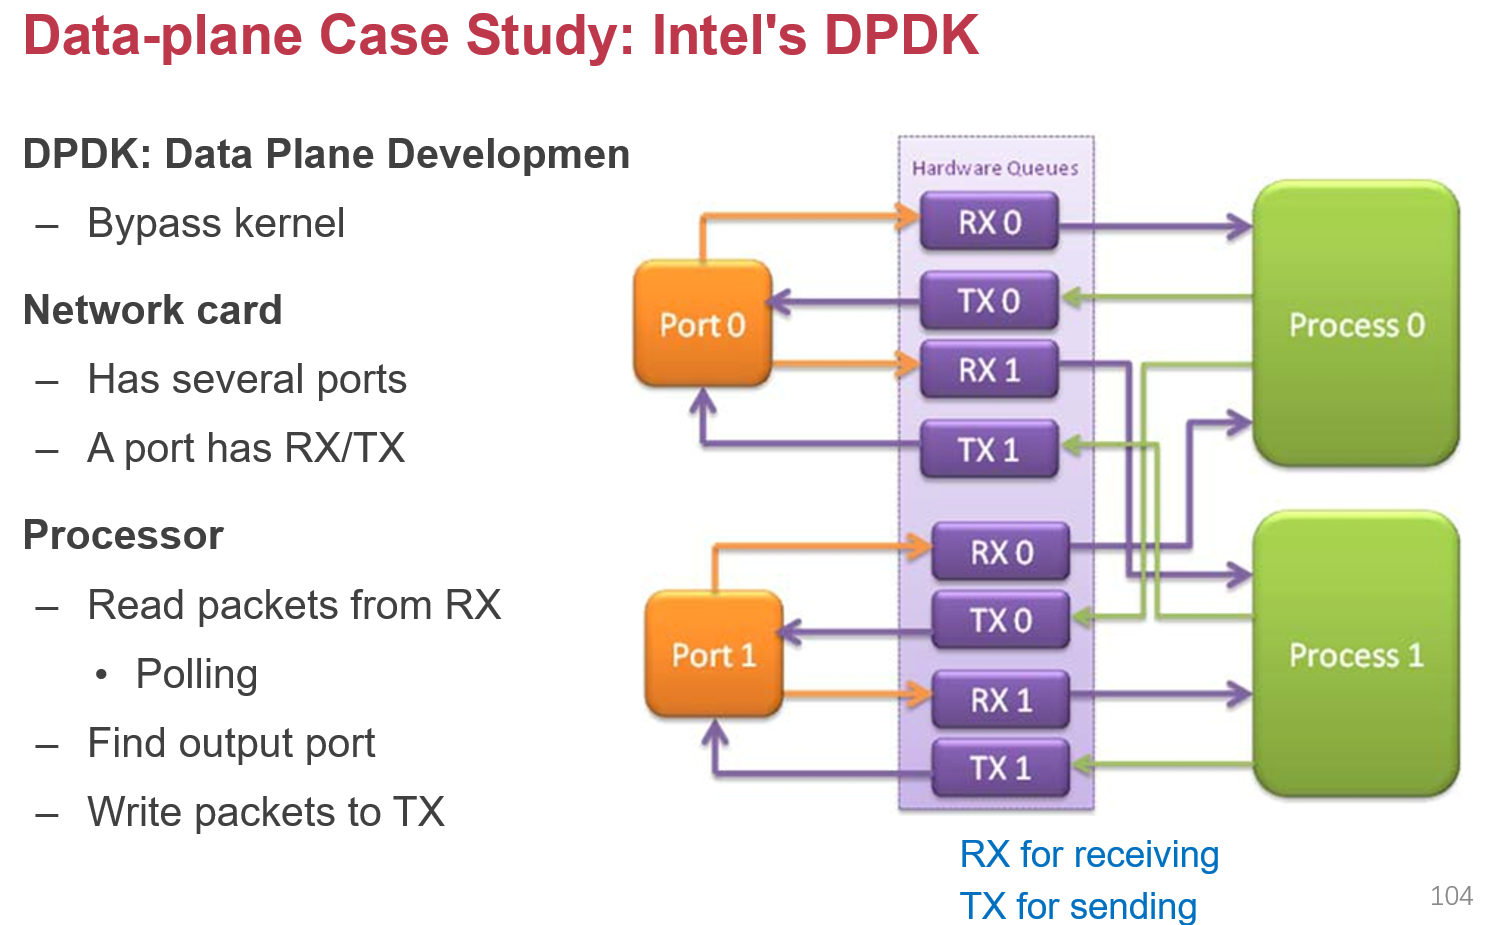 Data-plane Case Study: Intel's DPDK
DPDK: Data Plane Developmen
– Bypass kernel
Network card
– Has several ports
– A port has RX/TX
Processor
– Read packets from RX
• Polling
– Find output port
– Write packets to TX
Hardware Queues
RX 0
TX 0
RX 1
TX 1
Port 0
Process 0
RX 0
TX 0
RX 1
TX 1
Port 1
Process 1
RX for receiving
TX for sending
104